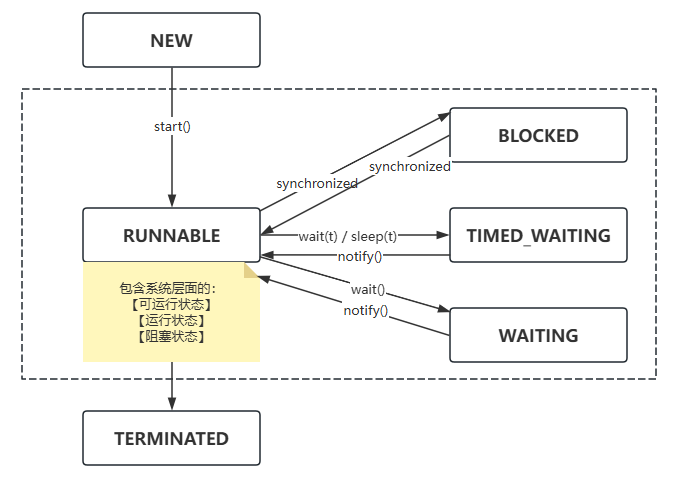 NEW
start()
BLOCKED
synchronized
synchronized
RUNNABLE
wait(t) / sleep(t)
TIMED_WAITING
notify()
包含系统层面的:
【可运行状态】
【运行状态】
【阻塞状态】
wait()
notify()
WAITING
TERMINATED